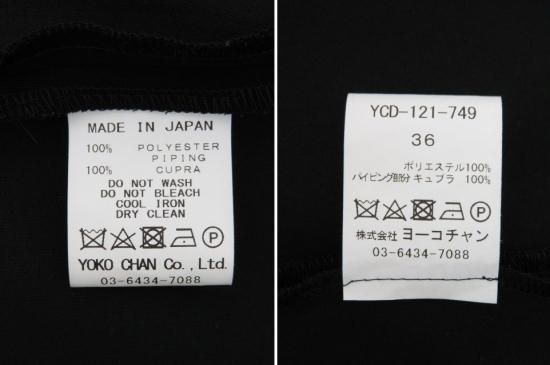 MADE IN JAPAN
100% POLYESTER
PIPING
100% CUPRA
DO NOT WASH
DO NOT BLEACH
COOL IRON
DRY CLEAN
P
YOKO CHAN Co., Ltd.
03-6434-7088
YCD-121-749
36
ポリエステル100%
パイピング部分 キュプラ 100%
P
株式会社 ヨーコチャン
03-6434-7088